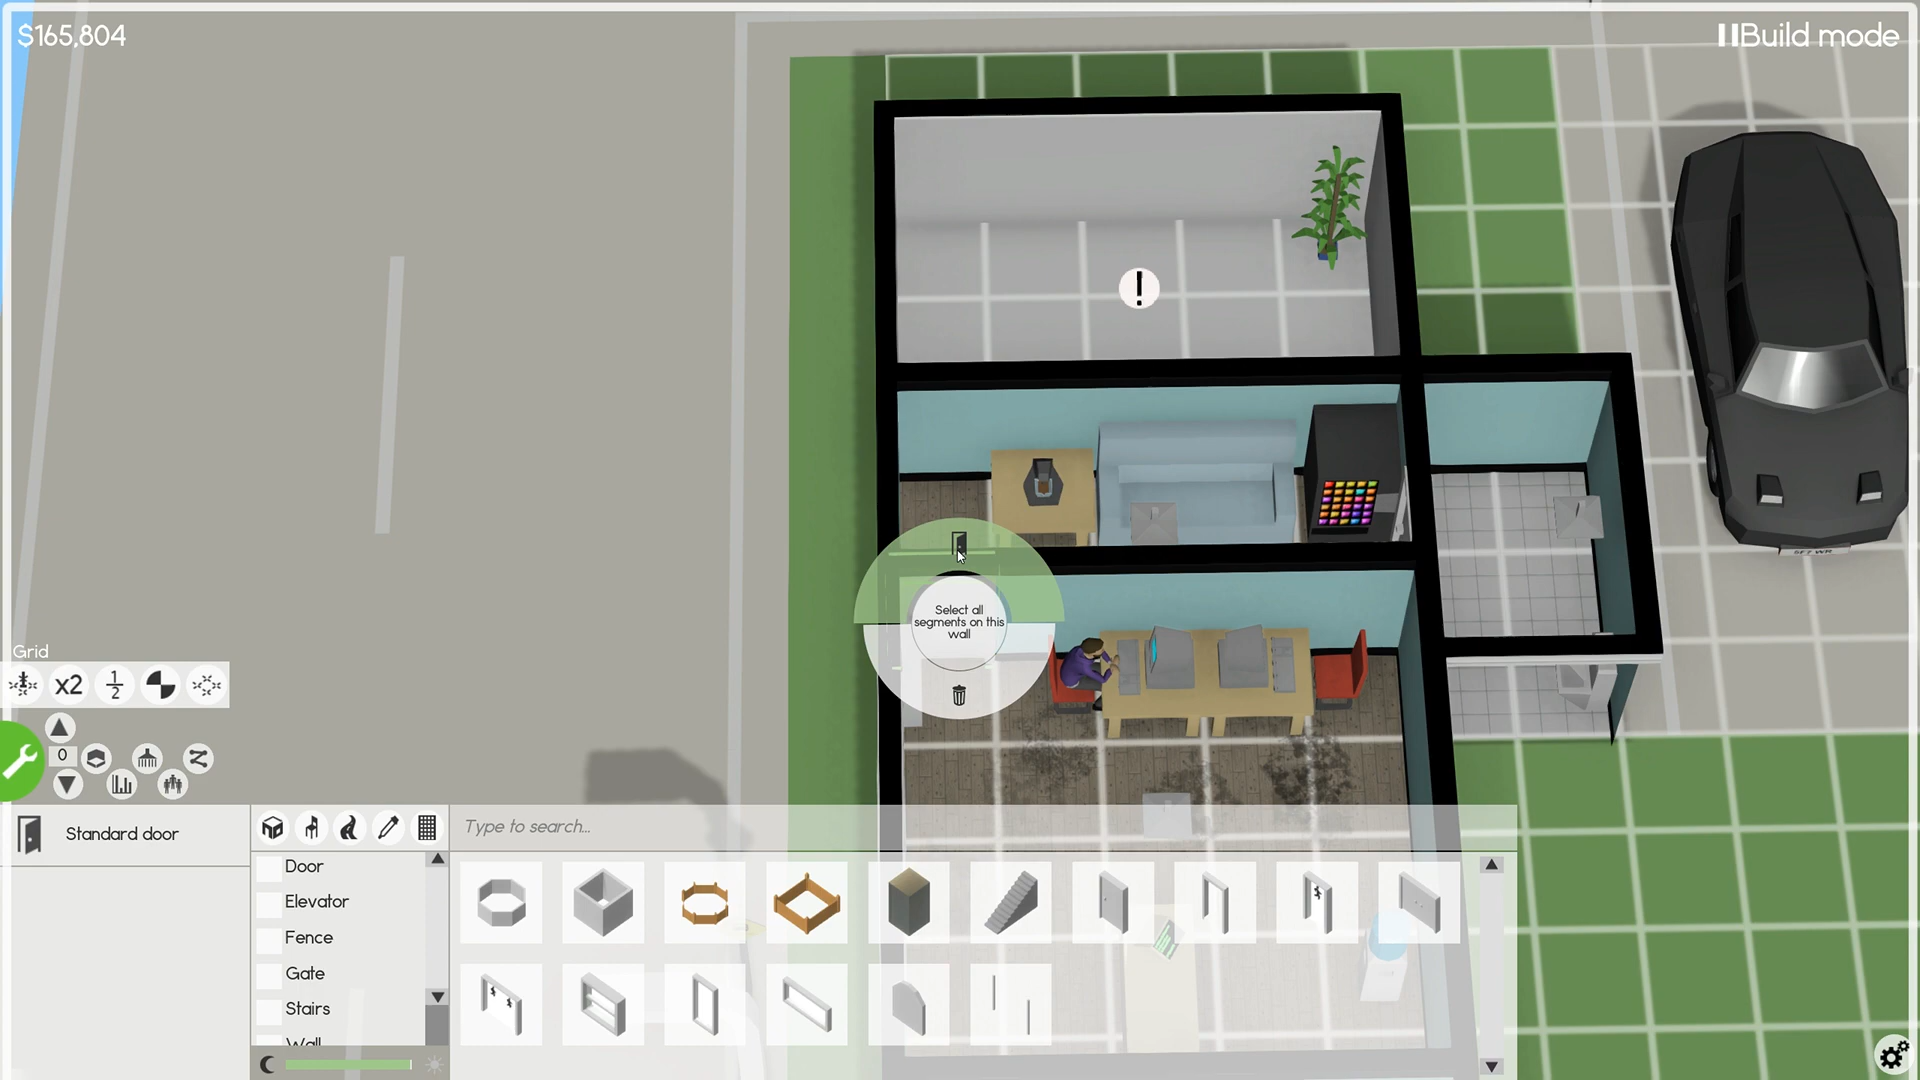 $165,804
Build mode
Select all
segments on this
wall
Grid
x2
1/2
0
Standard door
Type to search...
Door
Elevator
Fence
Gate
Stairs
Wall